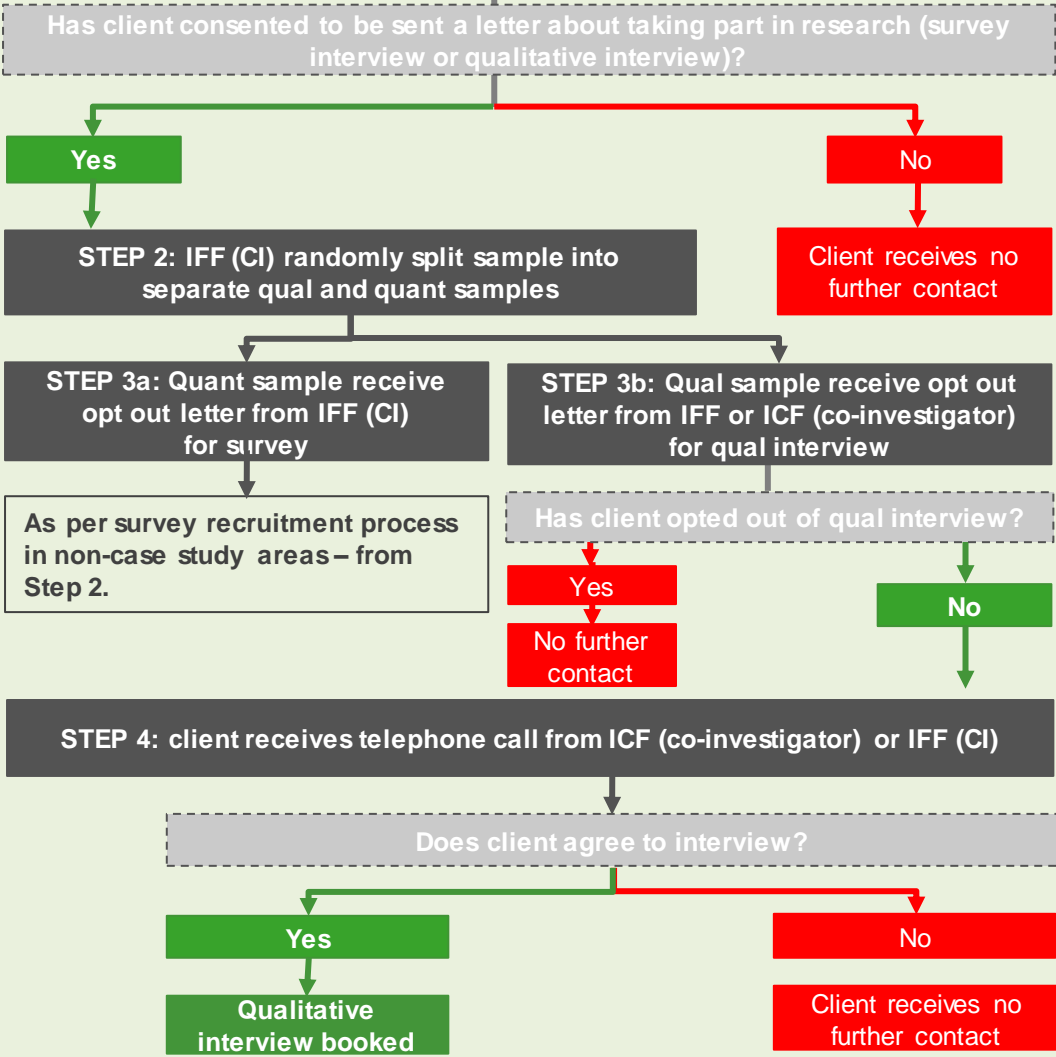 Has client consented to be sent a letter about taking part in research (survey
interview or qualitative interview)?
Yes
No
STEP 2: IFF (CI) randomly split sample into
separate qual and quant samples
Client receives no
further contact
STEP 3a: Quant sample receive
opt out letter from IFF (CI)
for survey
STEP 3b: Qual sample receive opt out
letter from IFF or ICF (co-investigator)
for qual interview
As per survey recruitment process
in non-case study areas – from
Step 2.
Has client opted out of qual interview?
Yes
No
No further
contact
STEP 4: client receives telephone call from ICF (co-investigator) or IFF (CI)
Does client agree to interview?
Yes
No
Qualitative
interview booked
Client receives no
further contact